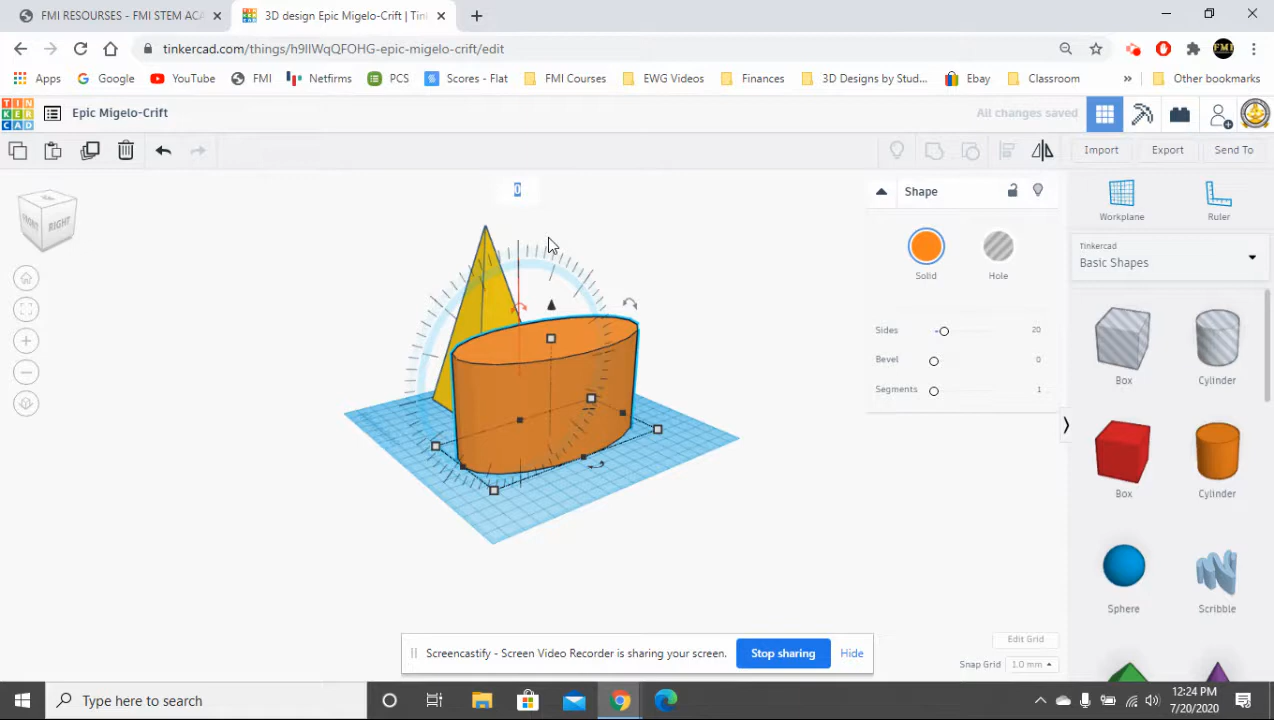 FMI RESOURSES - FMI STEM ACA
3D design Epic Migelo-Crift | Tin
tinkercad.com/things/h9IIWqQFOHG-epic-migelo-crift/edit
Apps
Google
YouTube
FMI
Netfirms
PCS
Scores - Flat
FMI Courses
EWG Videos
Finances
3D Designs by Stud...
Ebay
Classroom
»
Other bookmarks
TIN
KER
CAD
Epic Migelo-Crift
All changes saved
Import
Export
Send To
0
FRONT
RIGHT
Shape
Solid
Hole
Sides
20
Bevel
0
Segments
1
Workplane
Ruler
Tinkercad
Basic Shapes
Box
Cylinder
Box
Cylinder
Sphere
Scribble
Edit Grid
Snap Grid
1.0 mm
Screencastify - Screen Video Recorder is sharing your screen.
Stop sharing
Hide
Type here to search
12:24 PM
7/20/2020